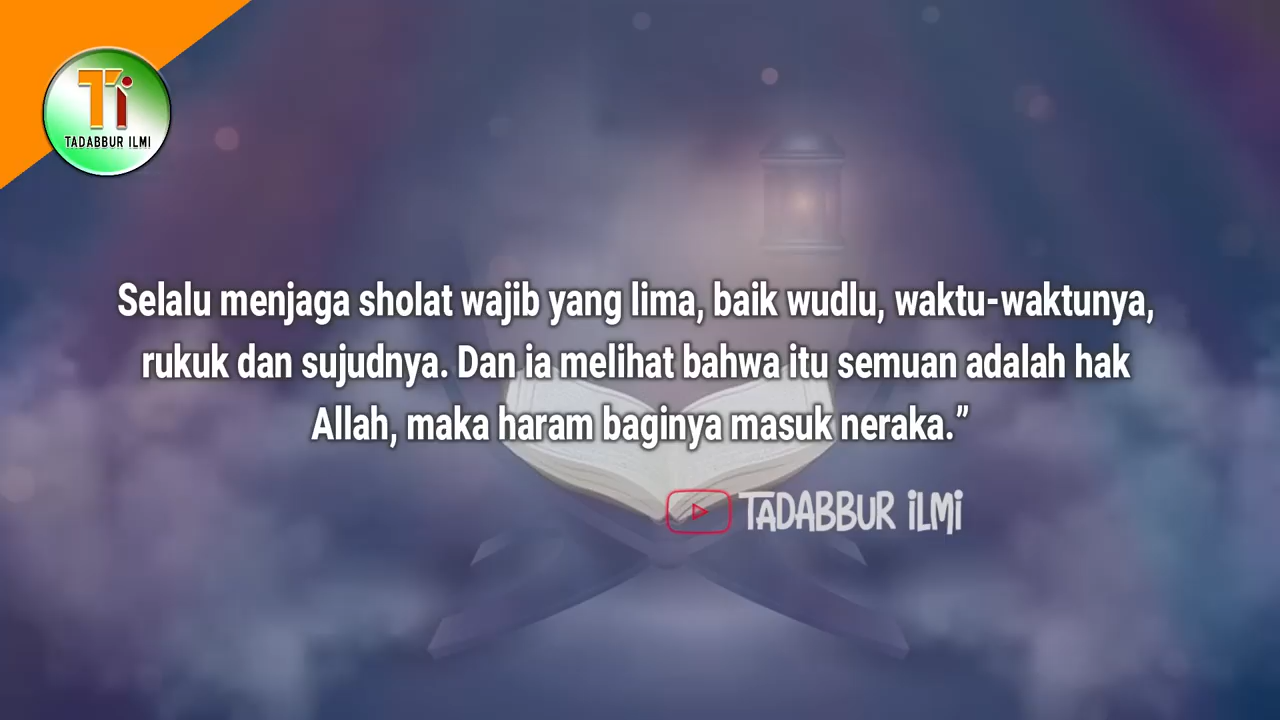 Ti
TADABBUR ILMI
Selalu menjaga sholat wajib yang lima, baik wudlu, waktu-waktunya,
rukuk dan sujudnya. Dan ia melihat bahwa itu semuan adalah hak
Allah, maka haram baginya masuk neraka.”
TADABBUR iLMi